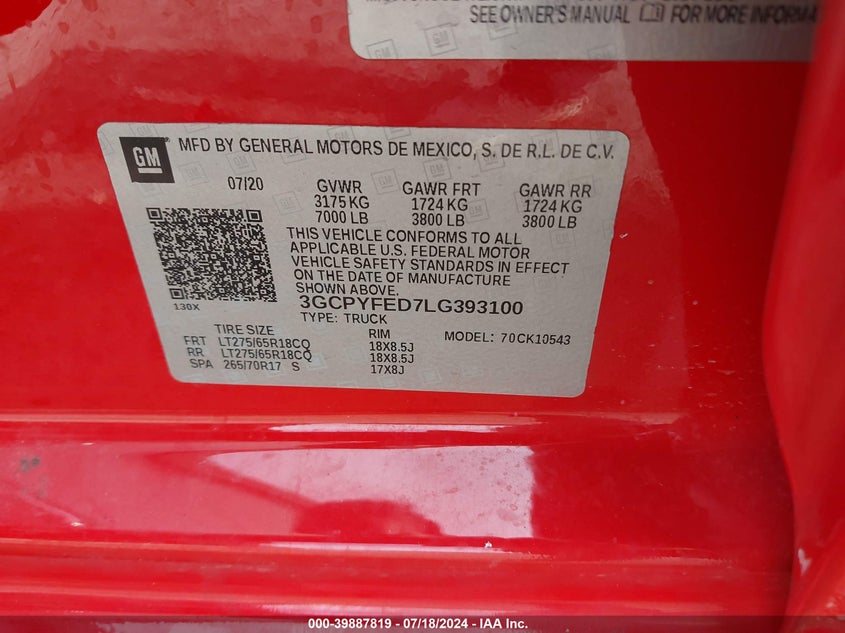 SEE OWNER'S MANUAL FOR MORE
GM
MFD BY GENERAL MOTORS DE MEXICO, S. DE R.L. DE C.V.
07/20 GVWR GAWR FRT GAWR RR
3175 KG 1724 KG 1724 KG
7000 LB 3800 LB 3800 LB
THIS VEHICLE CONFORMS TO ALL
APPLICABLE U.S. FEDERAL MOTOR
VEHICLE SAFETY STANDARDS IN EFFECT
ON THE DATE OF MANUFACTURE
SHOWN ABOVE.
130X
3GCPYFED7LG393100
TYPE: TRUCK
TIRE SIZE RIM MODEL: 70CK10543
FRT LT275/65R18CQ 18X8.5J
RR LT275/65R18CQ 18X8.5J
SPA 265/70R17 S 17X8J
000-39887819 / 07/18/2024 - IAA Inc.